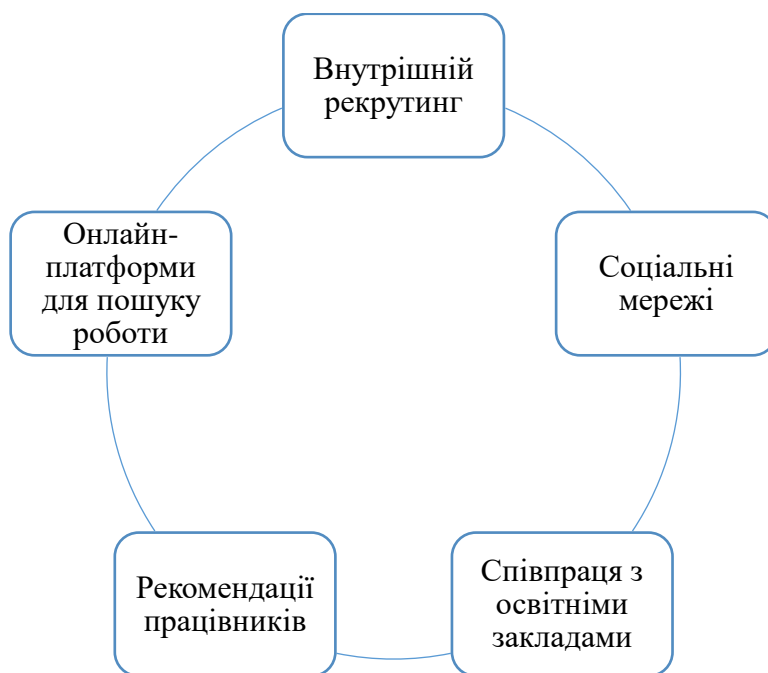 Внутрішній
рекрутинг
Соціальні
мережі
Співпраця з
освітніми
закладами
Рекомендації
працівників
Онлайн-
платформи
для пошуку
роботи